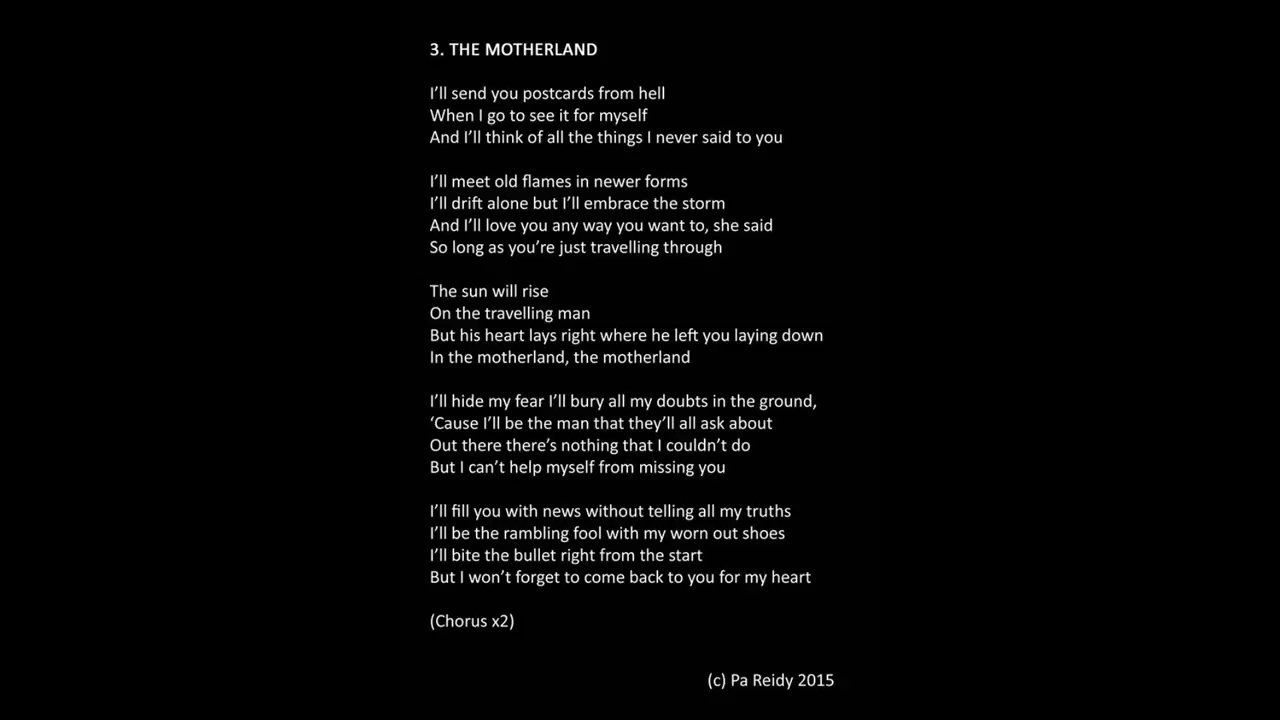 3. THE MOTHERLAND
I’ll send you postcards from hell
When I go to see it for myself
And I’ll think of all the things I never said to you
I’ll meet old flames in newer forms
I’ll drift alone but I’ll embrace the storm
And I’ll love you any way you want to, she said
So long as you’re just travelling through
The sun will rise
On the travelling man
But his heart lays right where he left you laying down
In the motherland, the motherland
I’ll hide my fear I’ll bury all my doubts in the ground,
‘Cause I’ll be the man that they’ll all ask about
Out there there’s nothing that I couldn’t do
But I can’t help myself from missing you
I’ll fill you with news without telling all my truths
I’ll be the rambling fool with my worn out shoes
I’ll bite the bullet right from the start
But I won’t forget to come back to you for my heart
(Chorus x2)
(c) Pa Reidy 2015